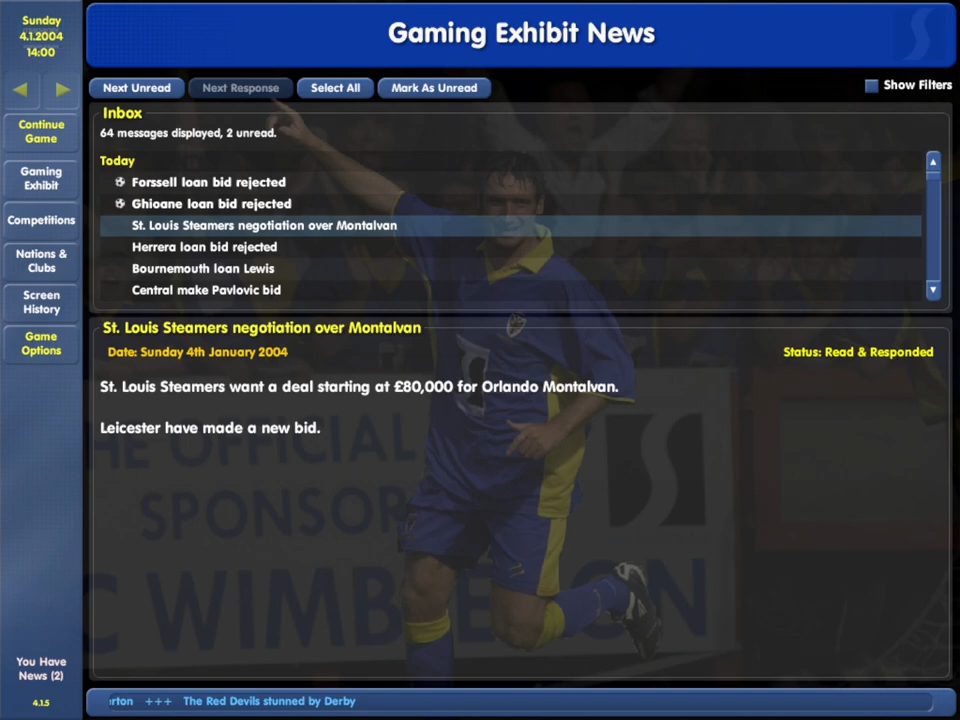 Sunday
4.1.2004
14:00
Gaming Exhibit News
Next Unread
Next Response
Select All
Mark As Unread
Show Filters
Continue
Game
Gaming
Exhibit
Competitions
Nations &
Clubs
Screen
History
Game
Options
Inbox
64 messages displayed, 2 unread.
Today
Forssell loan bid rejected
Ghioane loan bid rejected
St. Louis Steamers negotiation over Montalvan
Herrera loan bid rejected
Bournemouth loan Lewis
Central make Pavlovic bid
St. Louis Steamers negotiation over Montalvan
Date: Sunday 4th January 2004
Status: Read & Responded
St. Louis Steamers want a deal starting at £80,000 for Orlando Montalvan.
Leicester have made a new bid.
HE OFFICIAL
SPONSOR
C WIMBLEDON
You Have
News (2)
4.1.5
rton +++ The Red Devils stunned by Derby